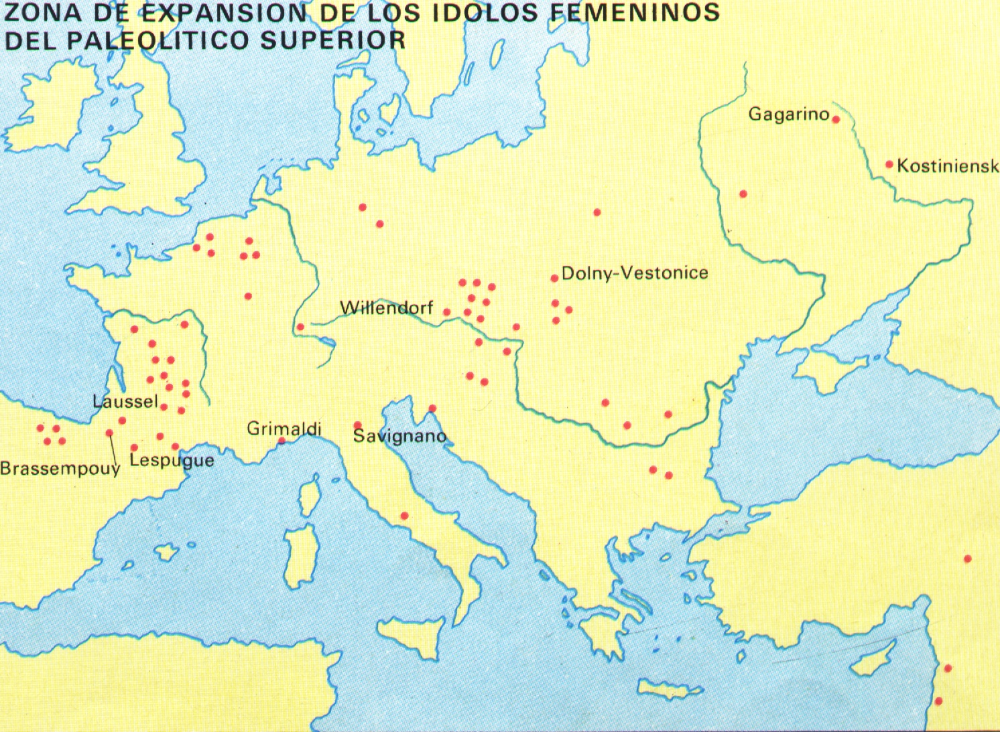 ZONA DE EXPANSION DE LOS IDOLOS FEMENINOS
DEL PALEOLITICO SUPERIOR
Gagarino
Kostiniensk
Dolny-Vestonice
Willendorf
Laussel
Grimaldi
Savignano
Lespugue
Brassempouy